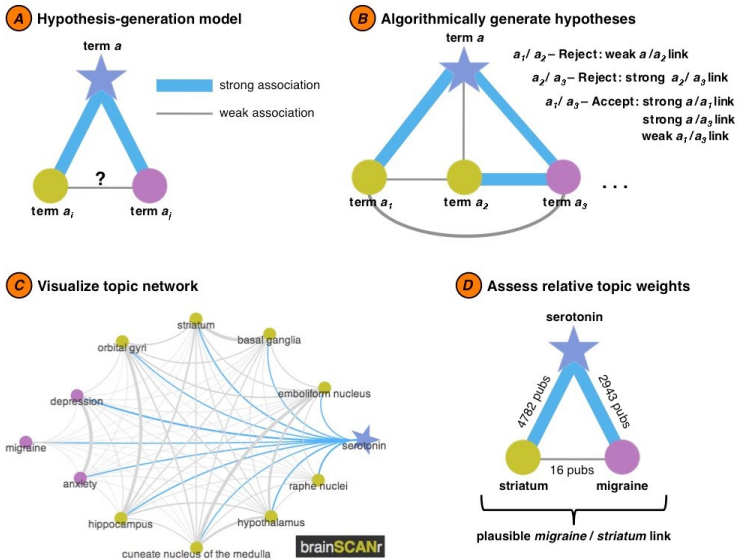 A Hypothesis-generation model
term a
strong association
weak association
?
term ai
term aj
B Algorithmically generate hypotheses
term a
a1/ a2 – Reject: weak a/a2 link
a2/ a3 – Reject: strong a2/ a3 link
a1/ a3 – Accept: strong a/a1 link
strong a/a3 link
weak a1/a3 link
term a1
term a2
term a3
...
C Visualize topic network
striatum
orbital gyri
basal ganglia
emboliform nucleus
depression
migraine
serotonin
anxiety
raphe nuclei
hippocampus
hypothalamus
cuneate nucleus of the medulla
brainSCANr
D Assess relative topic weights
serotonin
4782 pubs
2943 pubs
16 pubs
striatum
migraine
plausible migraine / striatum link